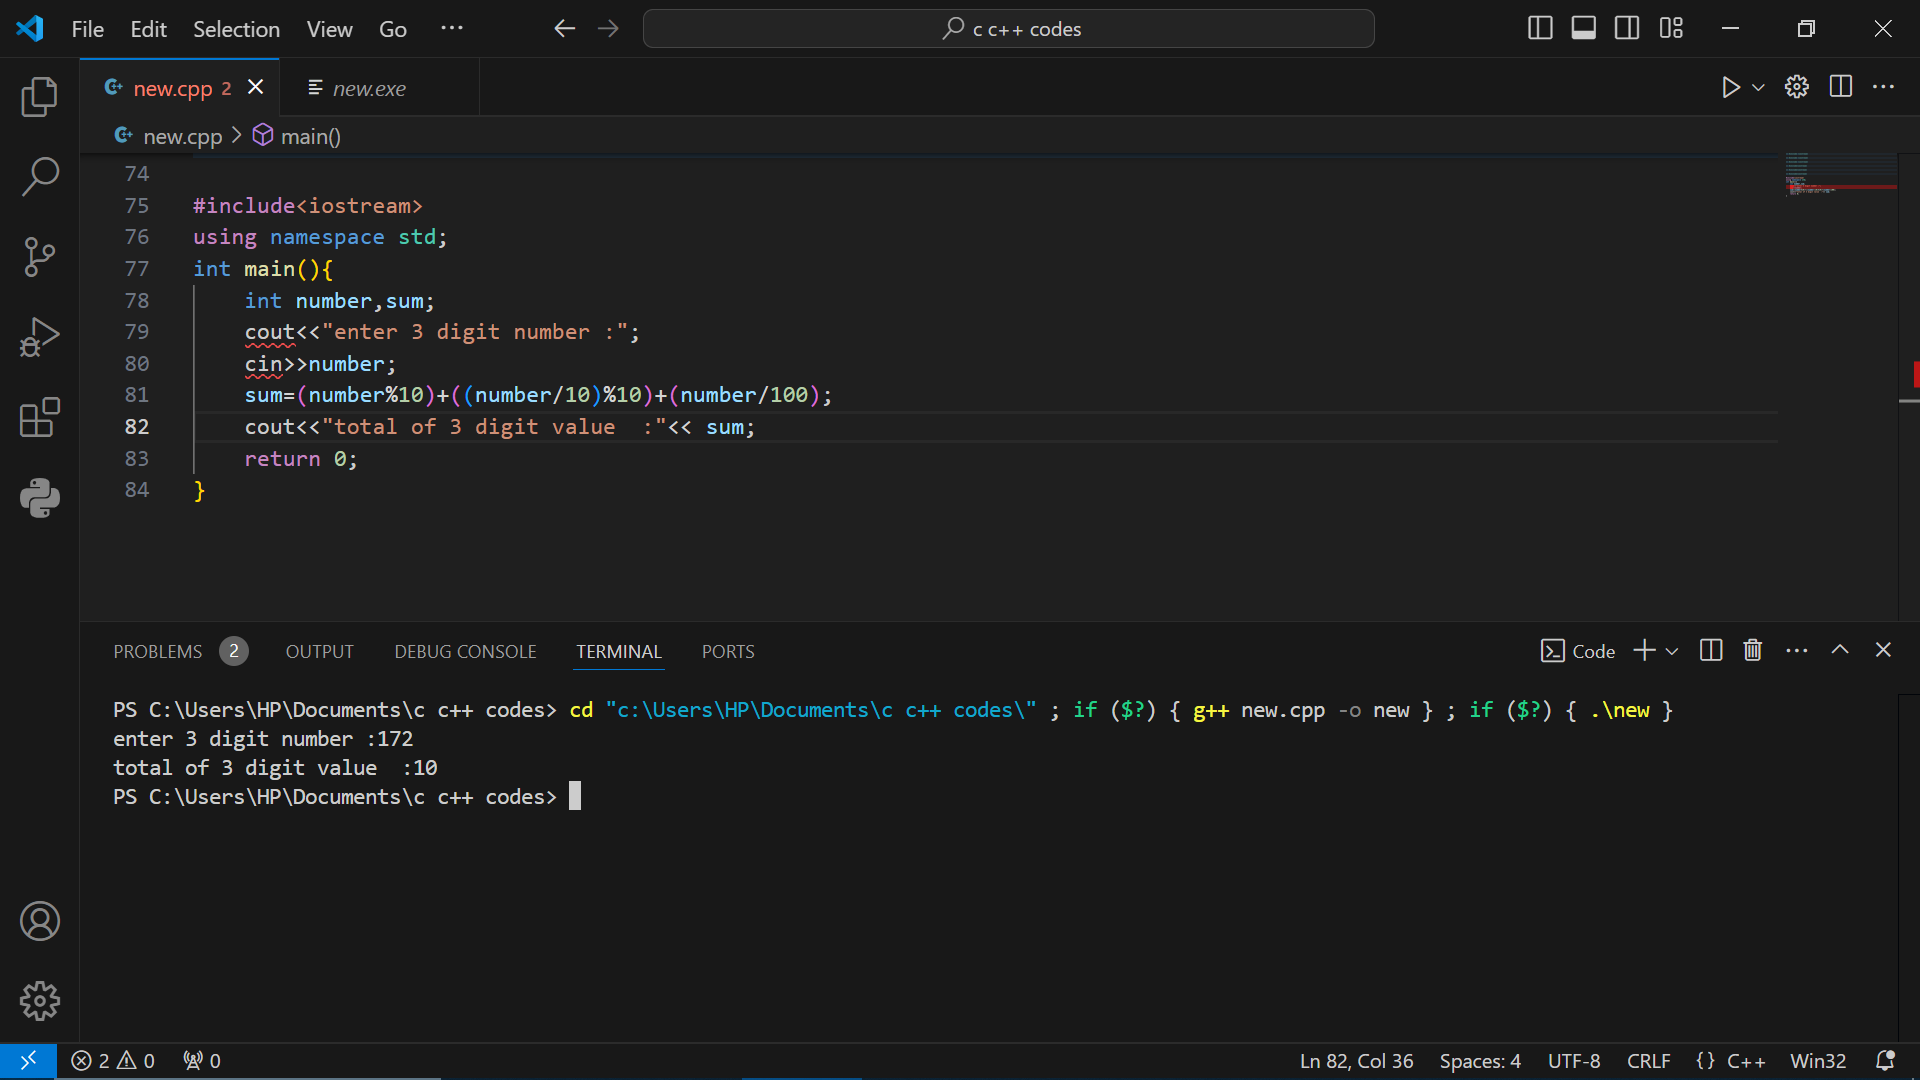 File Edit Selection View Go ··· c c++ codes
new.cpp 2 new.exe
new.cpp > main()
74
75 #include<iostream>
76 using namespace std;
77 int main(){
78 int number,sum;
79 cout<<"enter 3 digit number :";
80 cin>>number;
81 sum=(number%10)+((number/10)%10)+(number/100);
82 cout<<"total of 3 digit value  :"<< sum;
83 return 0;
84 }
PROBLEMS 2 OUTPUT DEBUG CONSOLE TERMINAL PORTS Code
PS C:\Users\HP\Documents\c c++ codes> cd "c:\Users\HP\Documents\c c++ codes\" ; if ($?) { g++ new.cpp -o new } ; if ($?) { .\new }
enter 3 digit number :172
total of 3 digit value  :10
PS C:\Users\HP\Documents\c c++ codes>
2 0 0 Ln 82, Col 36 Spaces: 4 UTF-8 CRLF {} C++ Win32